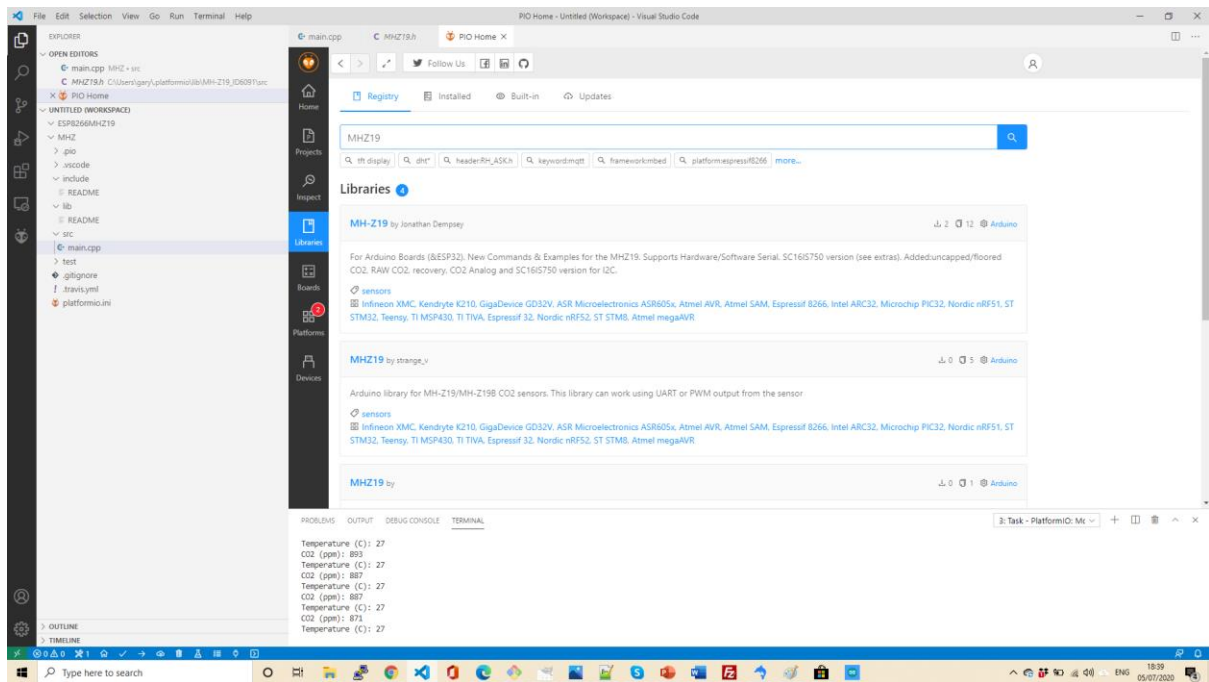 File Edit Selection View Go Run Terminal Help
PIO Home - Untitled (Workspace) - Visual Studio Code
EXPLORER
OPEN EDITORS
main.cpp MHZ • src
MHZ19.h C:\Users\gary\.platformio\lib\MH-Z19_ID6091\src
PIO Home
UNTITLED (WORKSPACE)
ESP8266MHZ19
MHZ
.pio
.vscode
include
README
lib
README
src
main.cpp
test
.gitignore
.travis.yml
platformio.ini
OUTLINE
TIMELINE
main.cpp
MHZ19.h
PIO Home
Follow Us
Home
Projects
Inspect
Libraries
Boards
2
Platforms
Devices
Registry Installed Built-in Updates
MHZ19
tft display dht* header:RH_ASK.h keyword:mqtt framework:mbed platform:espressif8266 more...
Libraries 4
MH-Z19 by Jonathan Dempsey 2 12 Arduino
For Arduino Boards (&ESP32). New Commands & Examples for the MHZ19. Supports Hardware/Software Serial. SC16IS750 version (see extras). Added:uncapped/floored
CO2, RAW CO2, recovery, CO2 Analog and SC16IS750 version for I2C.
sensors
Infineon XMC, Kendryte K210, GigaDevice GD32V, ASR Microelectronics ASR605x, Atmel AVR, Atmel SAM, Espressif 8266, Intel ARC32, Microchip PIC32, Nordic nRF51, ST
STM32, Teensy, TI MSP430, TI TIVA, Espressif 32, Nordic nRF52, ST STM8, Atmel megaAVR
MHZ19 by strange_v 0 5 Arduino
Arduino library for MH-Z19/MH-Z19B CO2 sensors. This library can work using UART or PWM output from the sensor
sensors
Infineon XMC, Kendryte K210, GigaDevice GD32V, ASR Microelectronics ASR605x, Atmel AVR, Atmel SAM, Espressif 8266, Intel ARC32, Microchip PIC32, Nordic nRF51, ST
STM32, Teensy, TI MSP430, TI TIVA, Espressif 32, Nordic nRF52, ST STM8, Atmel megaAVR
MHZ19 by 0 1 Arduino
PROBLEMS OUTPUT DEBUG CONSOLE TERMINAL
3: Task - PlatformIO: Mc
Temperature (C): 27
CO2 (ppm): 893
Temperature (C): 27
CO2 (ppm): 887
Temperature (C): 27
CO2 (ppm): 887
Temperature (C): 27
CO2 (ppm): 871
Temperature (C): 27
0 0 1
Type here to search
ENG
18:39
05/07/2020